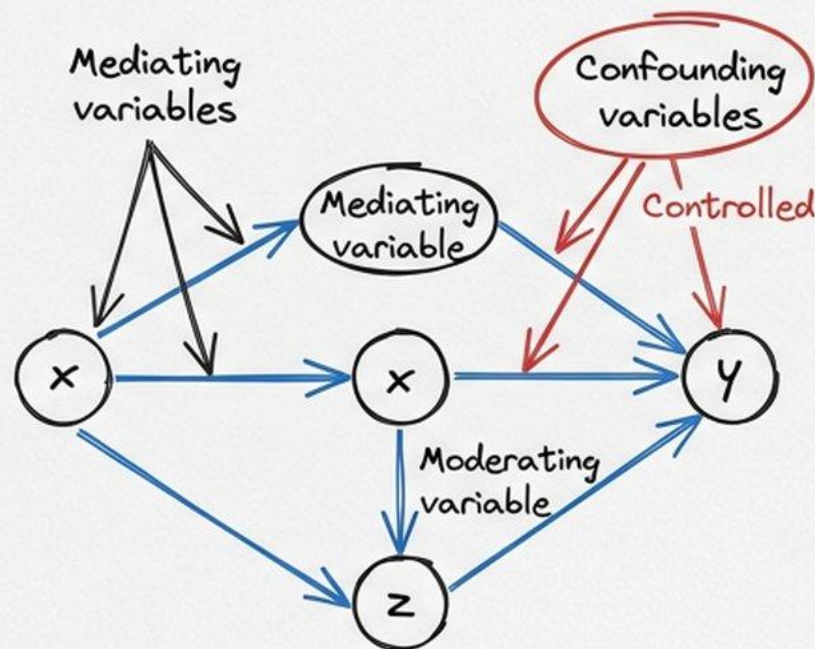 Mediating
variables
Confounding
variables
Mediating
variable
Controlled
x
x
y
Moderating
variable
z